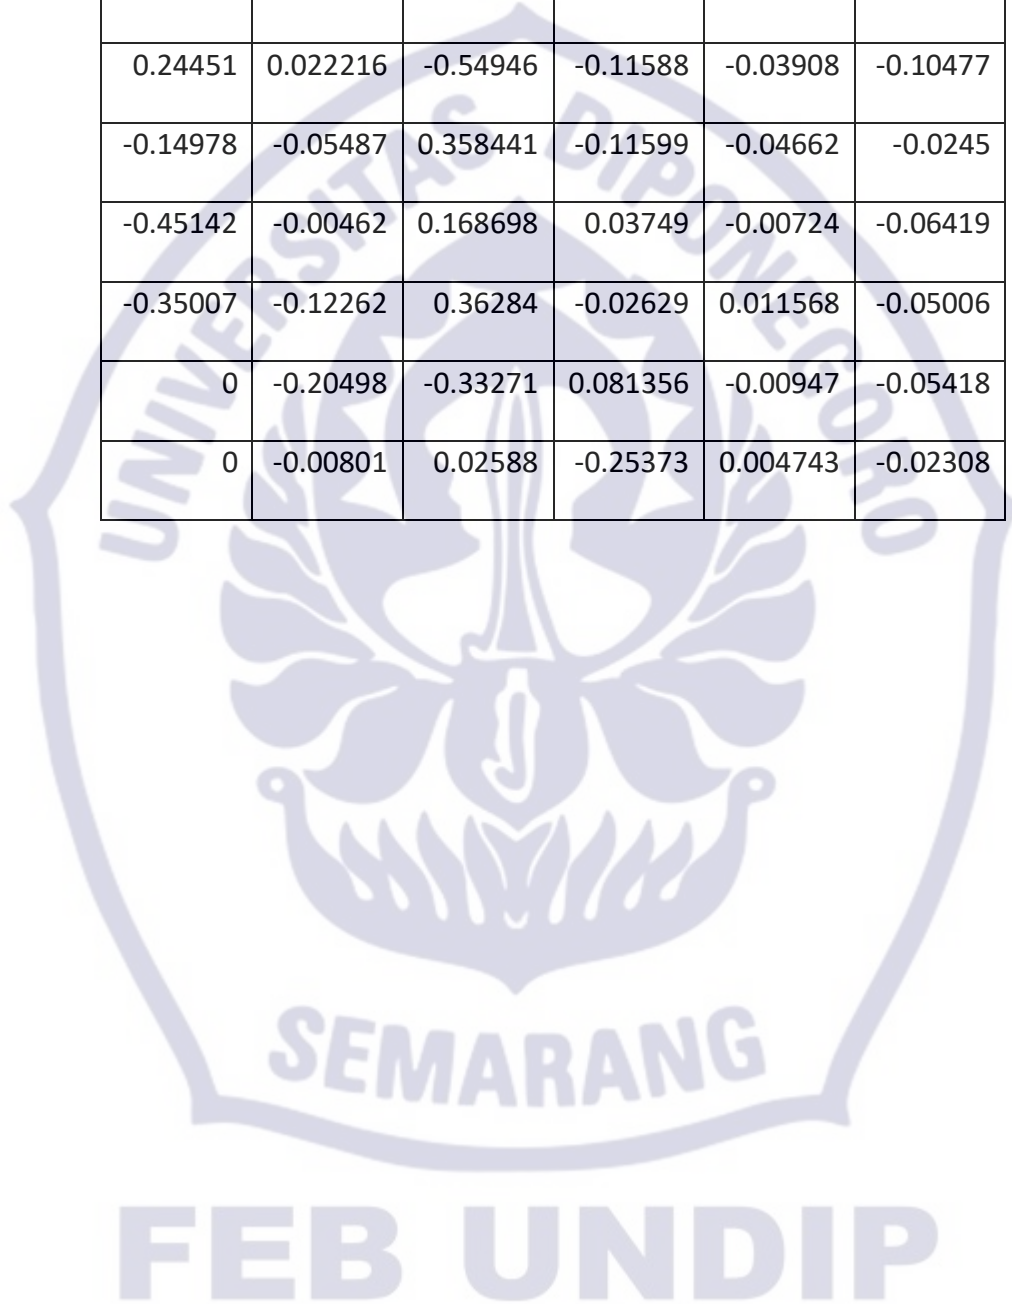 0.24451 0.022216 -0.54946 -0.11588 -0.03908 -0.10477
-0.14978 -0.05487 0.358441 -0.11599 -0.04662 -0.0245
-0.45142 -0.00462 0.168698 0.03749 -0.00724 -0.06419
-0.35007 -0.12262 0.36284 -0.02629 0.011568 -0.05006
0 -0.20498 -0.33271 0.081356 -0.00947 -0.05418
0 -0.00801 0.02588 -0.25373 0.004743 -0.02308
UNIVERSITAS DIPONEGORO
SEMARANG
FEB UNDIP